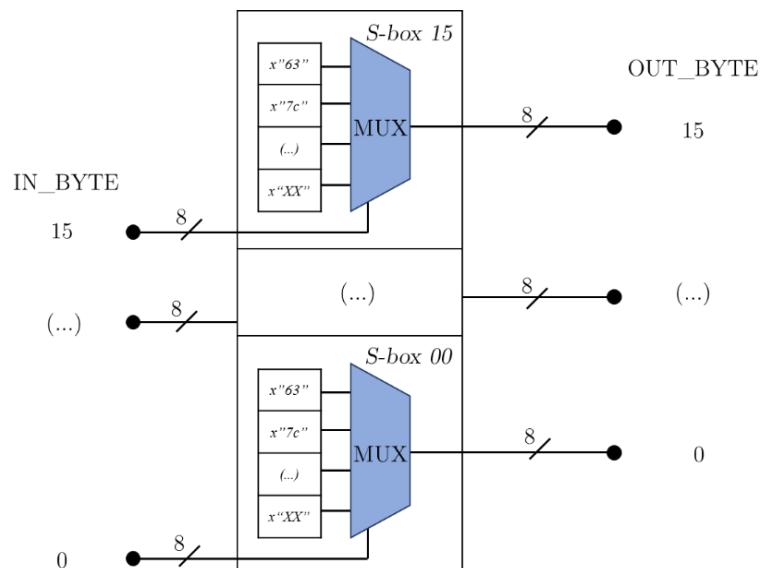 S-box 15
x"63"
x"7c"
(...)
x“XX”
MUX
8
OUT_BYTE
15
IN_BYTE
15
8
(...)
8
(...)
8
(...)
S-box 00
x"63"
x"7c"
(...)
x“XX”
MUX
8
0
0
8